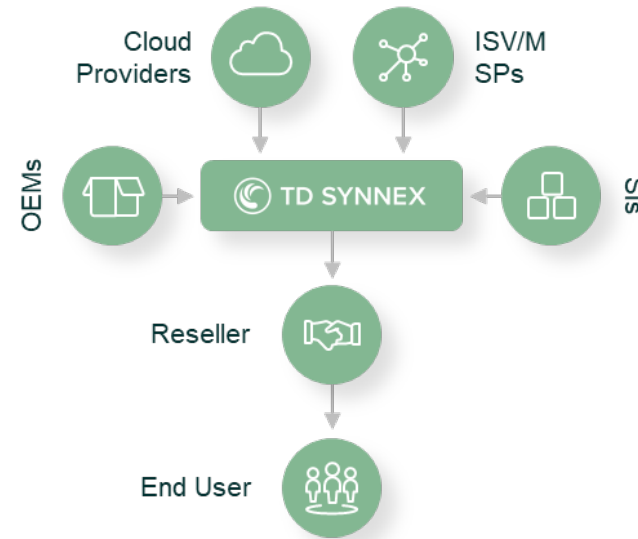 Cloud
Providers
ISV/M
SPs
OEMs
TD SYNNEX
SIs
Reseller
End User